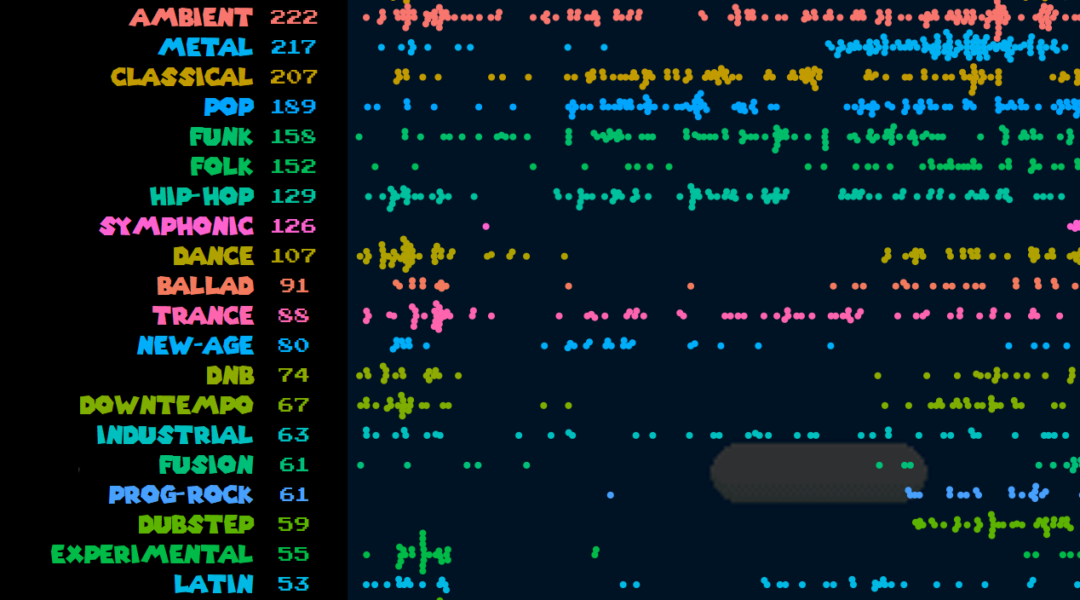 AMBIENT 222
METAL 217
CLASSICAL 207
POP 189
FUNK 158
FOLK 152
HIP-HOP 129
SYMPHONIC 126
DANCE 107
BALLAD 91
TRANCE 88
NEW-AGE 80
DNB 74
DOWNTEMPO 67
INDUSTRIAL 63
FUSION 61
PROG-ROCK 61
DUBSTEP 59
EXPERIMENTAL 55
LATIN 53